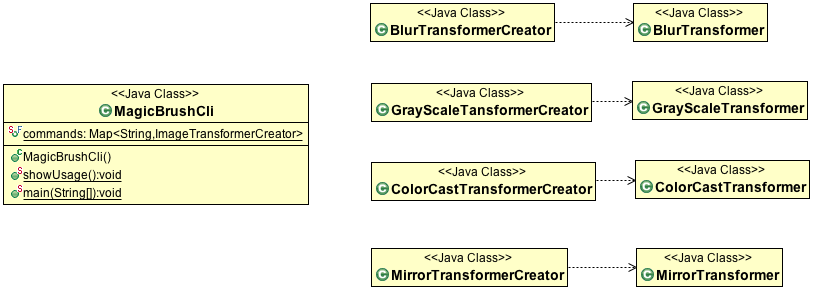 <<Java Class>>
BlurTransformerCreator
<<Java Class>>
BlurTransformer
<<Java Class>>
MagicBrushCli
commands: Map<String,ImageTransformerCreator>
MagicBrushCli()
showUsage():void
main(String[]):void
<<Java Class>>
GrayScaleTansformerCreator
<<Java Class>>
GrayScaleTransformer
<<Java Class>>
ColorCastTransformerCreator
<<Java Class>>
ColorCastTransformer
<<Java Class>>
MirrorTransformerCreator
<<Java Class>>
MirrorTransformer